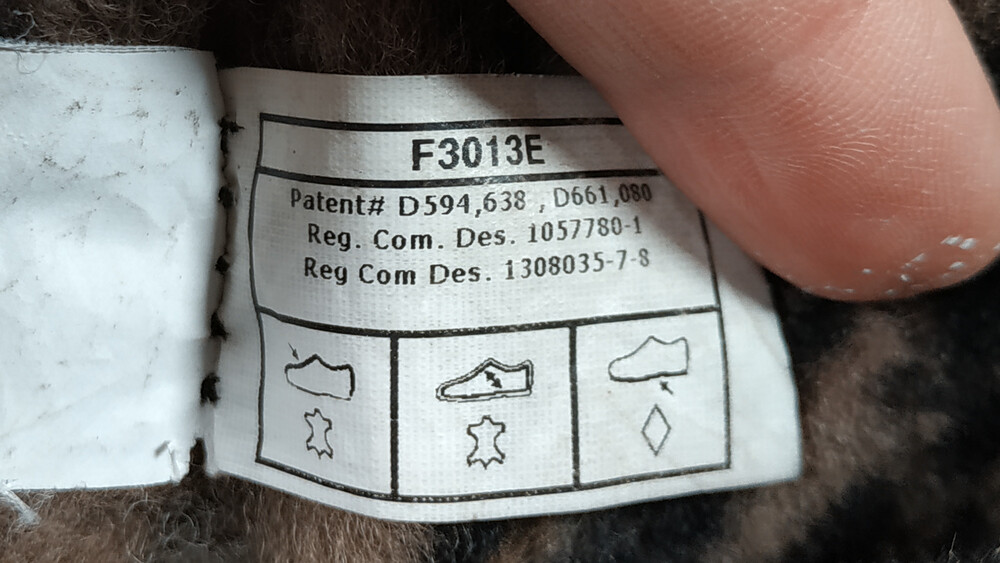 F3013E
Patent# D594,638 , D661,080
Reg. Com. Des. 1057780-1
Reg Com Des. 1308035-7-8